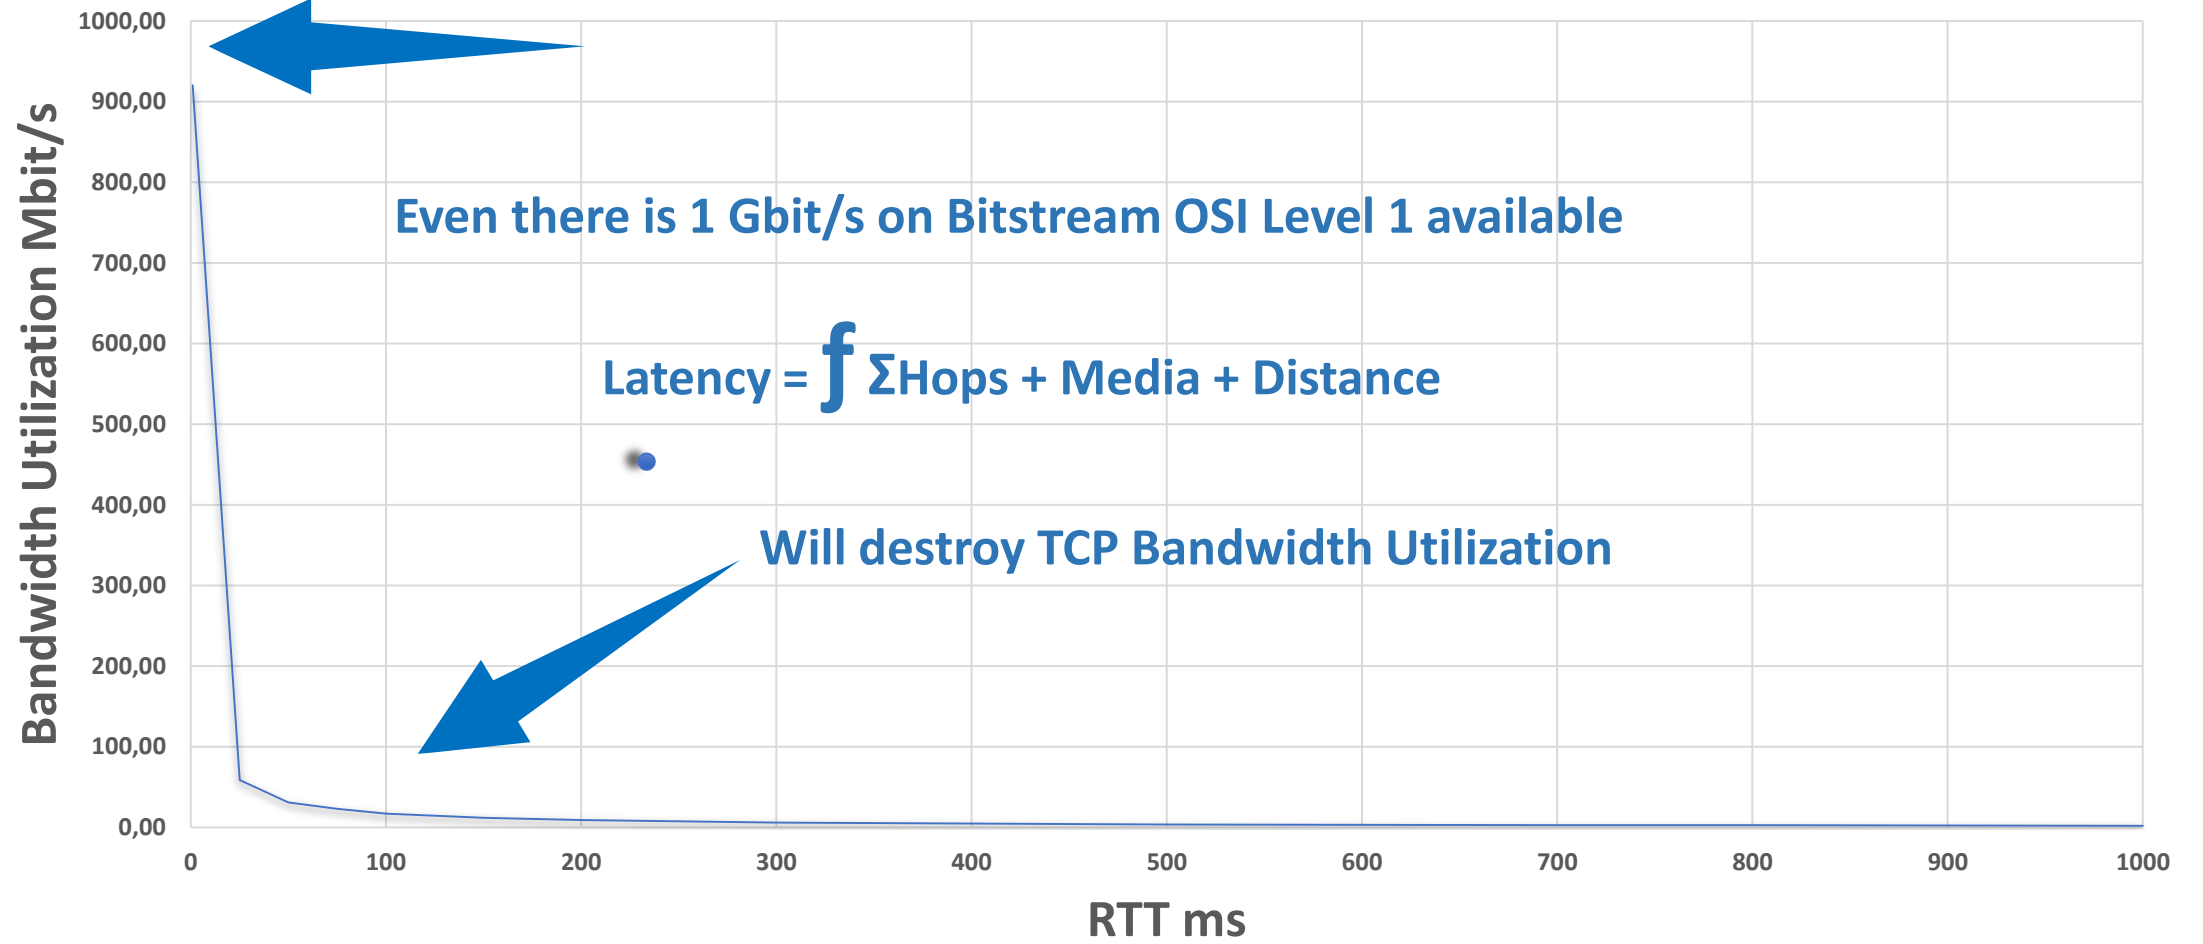 1000,00
900,00
800,00
700,00
600,00
500,00
400,00
300,00
200,00
100,00
0,00
Bandwidth Utilization Mbit/s
Even there is 1 Gbit/s on Bitstream OSI Level 1 available
Latency = ƒ ΣHops + Media + Distance
Will destroy TCP Bandwidth Utilization
0 100 200 300 400 500 600 700 800 900 1000
RTT ms